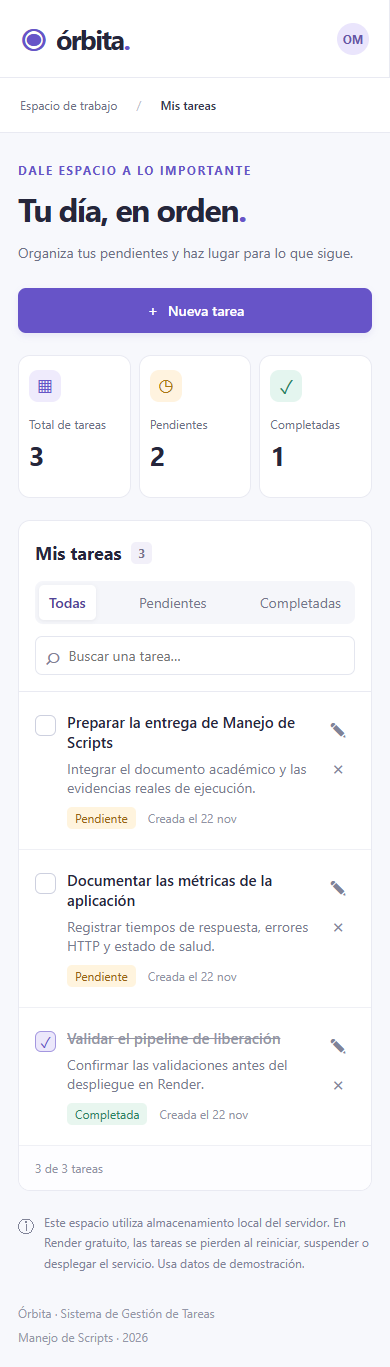 órbita.
OM
Espacio de trabajo / Mis tareas
DALE ESPACIO A LO IMPORTANTE
Tu día, en orden.
Organiza tus pendientes y haz lugar para lo que sigue.
+ Nueva tarea
Total de tareas
3
Pendientes
2
Completadas
1
Mis tareas 3
Todas Pendientes Completadas
Buscar una tarea...
Preparar la entrega de Manejo de
Scripts
Integrar el documento académico y las
evidencias reales de ejecución.
Pendiente Creada el 22 nov
Documentar las métricas de la
aplicación
Registrar tiempos de respuesta, errores
HTTP y estado de salud.
Pendiente Creada el 22 nov
Validar el pipeline de liberación
Confirmar las validaciones antes del
despliegue en Render.
Completada Creada el 22 nov
3 de 3 tareas
Este espacio utiliza almacenamiento local del servidor. En
Render gratuito, las tareas se pierden al reiniciar, suspender o
desplegar el servicio. Usa datos de demostración.
Órbita · Sistema de Gestión de Tareas
Manejo de Scripts · 2026